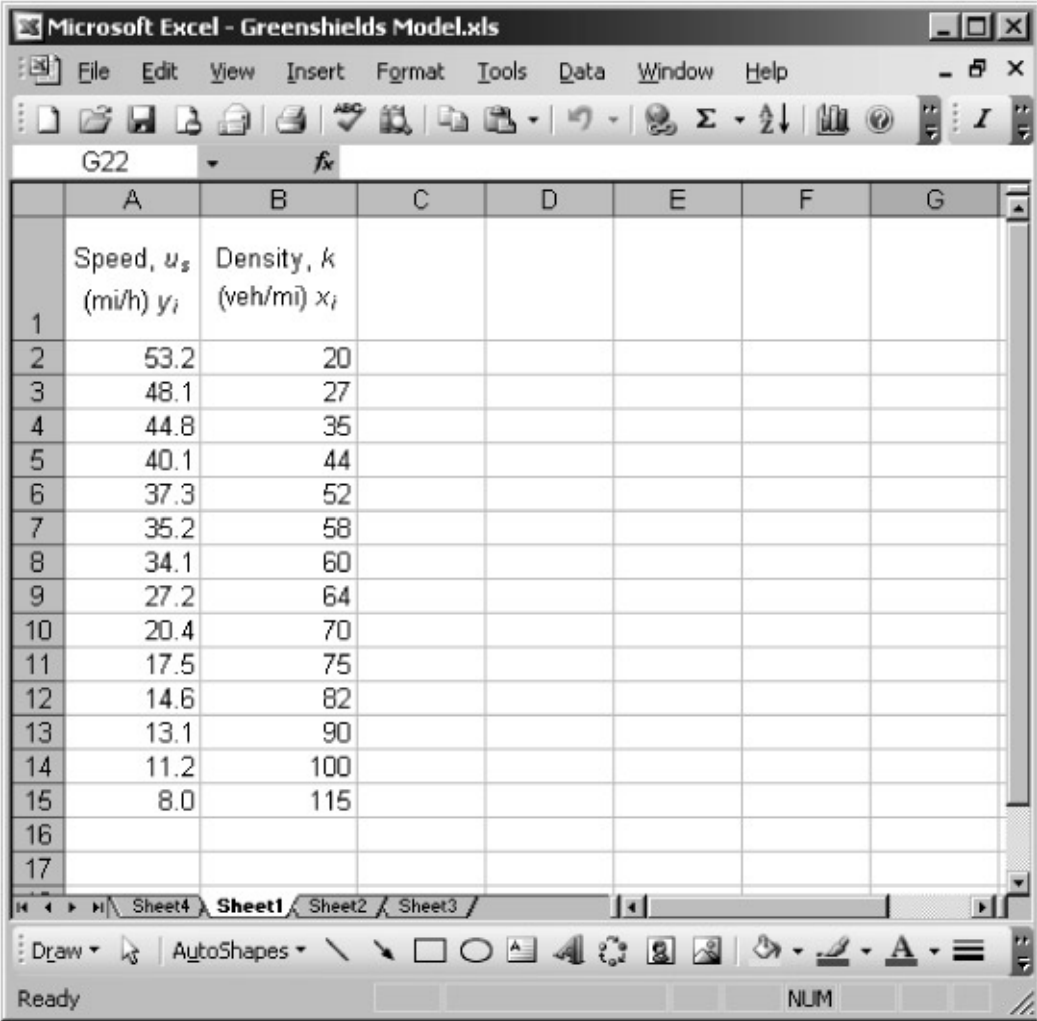 Microsoft Excel - Greenshields Model.xls
File Edit View Insert Format Tools Data Window Help
ABC Σ A Z I
G22 fx
A B C D E F G
1 Speed, us (mi/h) yi Density, k (veh/mi) xi
2 53.2 20
3 48.1 27
4 44.8 35
5 40.1 44
6 37.3 52
7 35.2 58
8 34.1 60
9 27.2 64
10 20.4 70
11 17.5 75
12 14.6 82
13 13.1 90
14 11.2 100
15 8.0 115
16
17
Sheet4 Sheet1 Sheet2 Sheet3
Draw AutoShapes A A A
Ready NUM